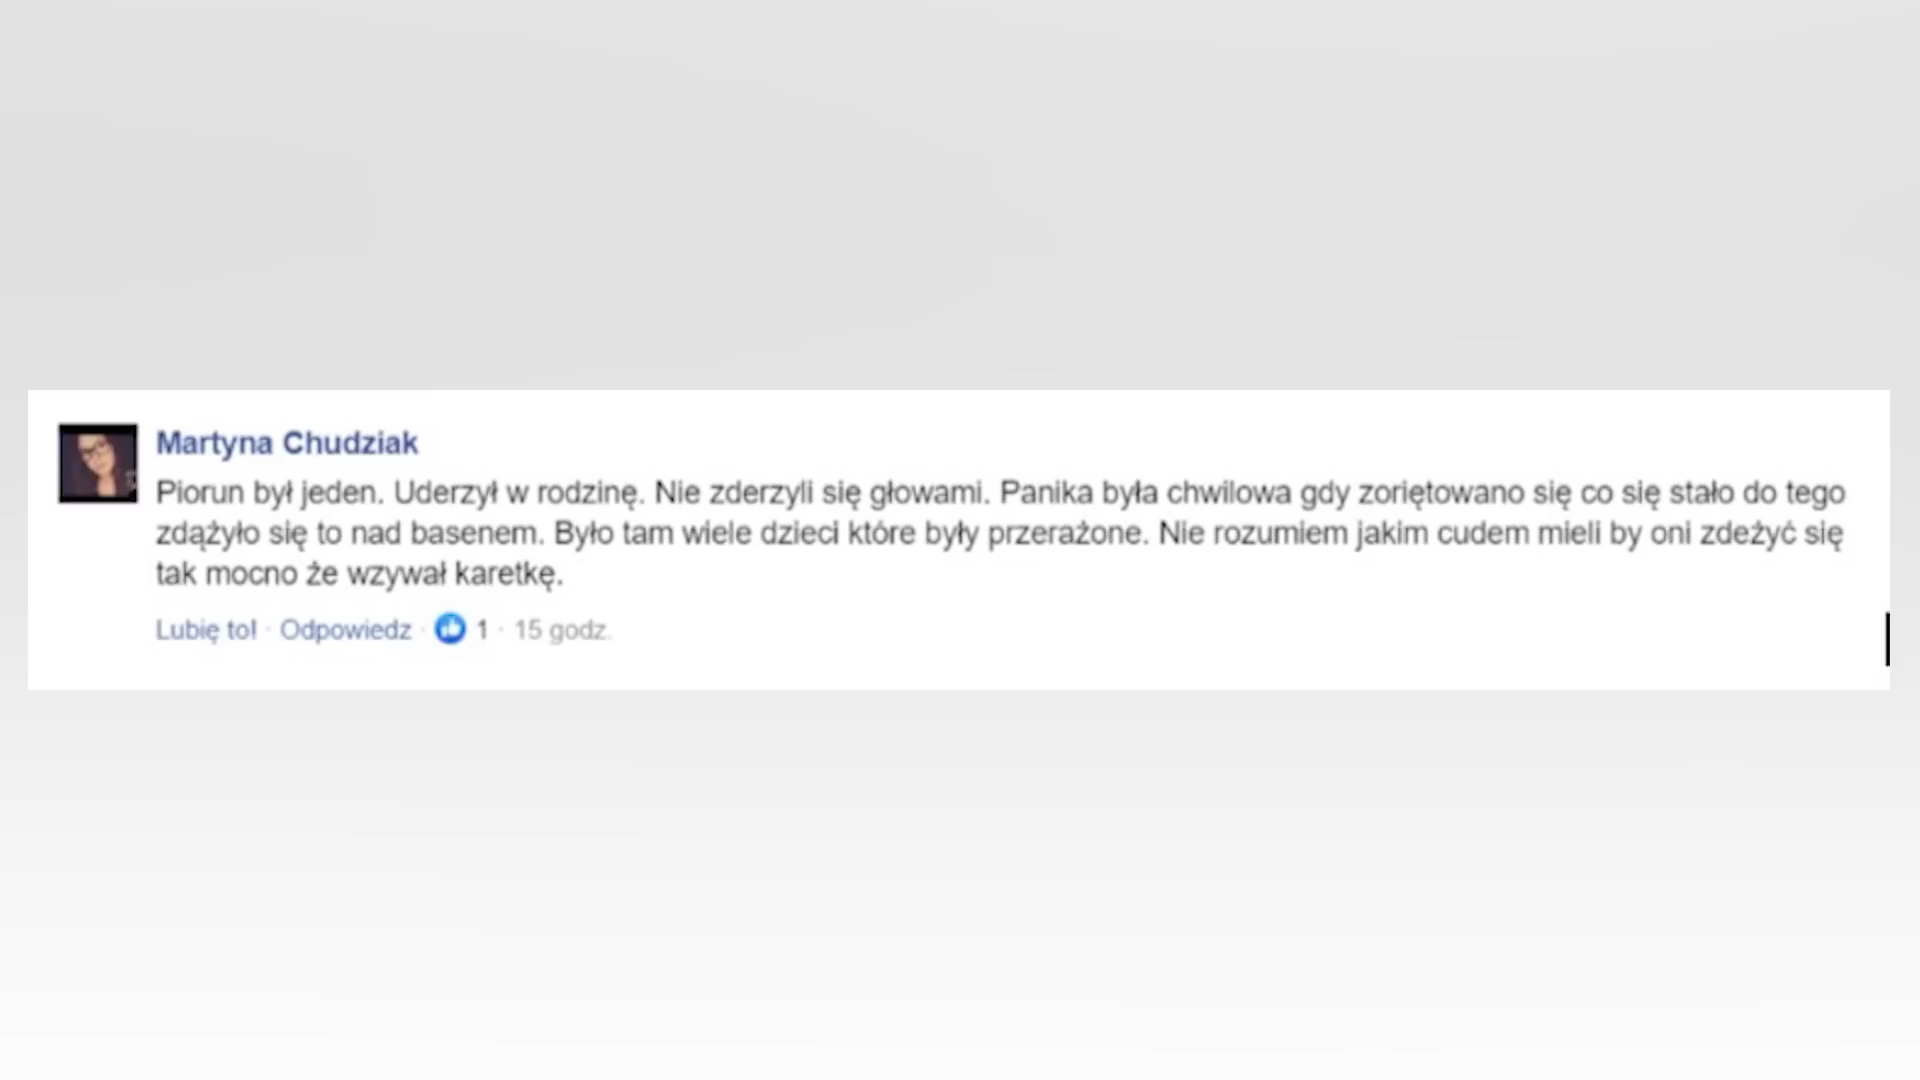 Martyna Chudziak
Piorun był jeden. Uderzył w rodzinę. Nie zderzyli się głowami. Panika była chwilowa gdy zoriętowano się co się stało do tego
zdążyło się to nad basenem. Było tam wiele dzieci które były przerażone. Nie rozumiem jakim cudem mieli by oni zdeżyć się
tak mocno że wzywał karetkę.
Lubię to! · Odpowiedz · 1 · 15 godz.